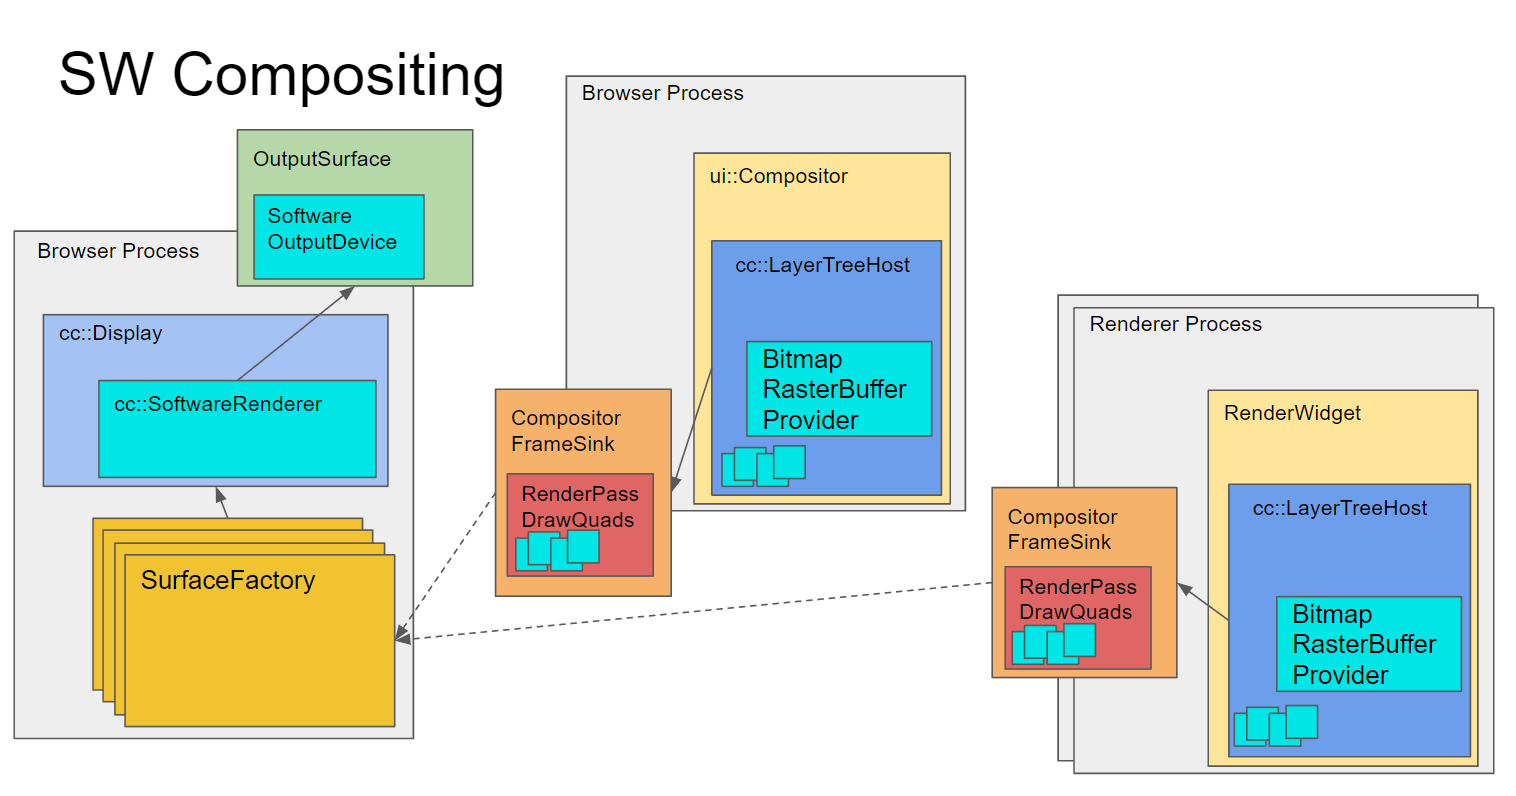 SW Compositing
OutputSurface
Software
OutputDevice
Browser Process
cc::Display
cc::SoftwareRenderer
SurfaceFactory
Browser Process
ui::Compositor
cc::LayerTreeHost
Bitmap
RasterBuffer
Provider
Compositor
FrameSink
RenderPass
DrawQuads
Renderer Process
RenderWidget
cc::LayerTreeHost
Bitmap
RasterBuffer
Provider
Compositor
FrameSink
RenderPass
DrawQuads